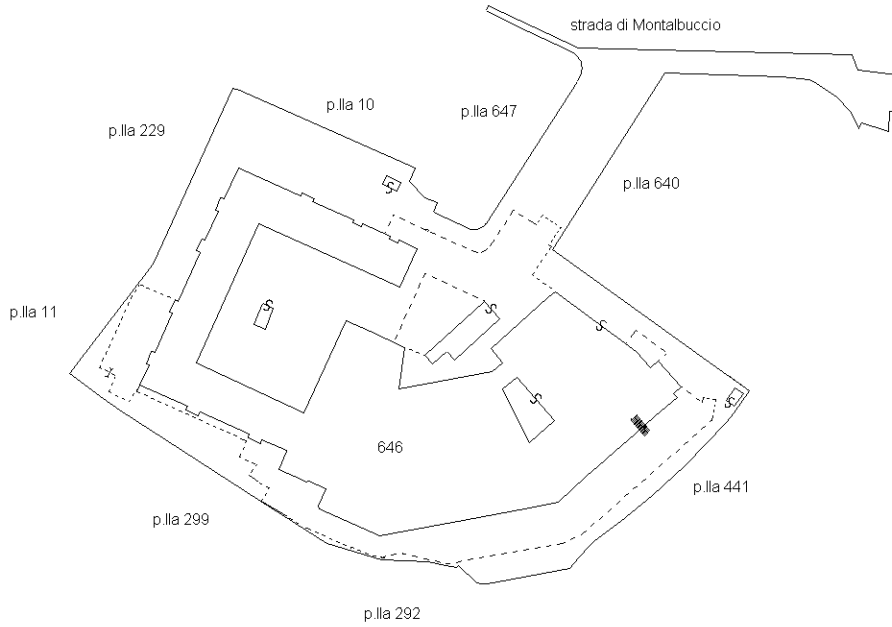 strada di Montalbuccio
p.lla 10
p.lla 647
p.lla 229
p.lla 640
p.lla 11
646
p.lla 441
p.lla 299
p.lla 292